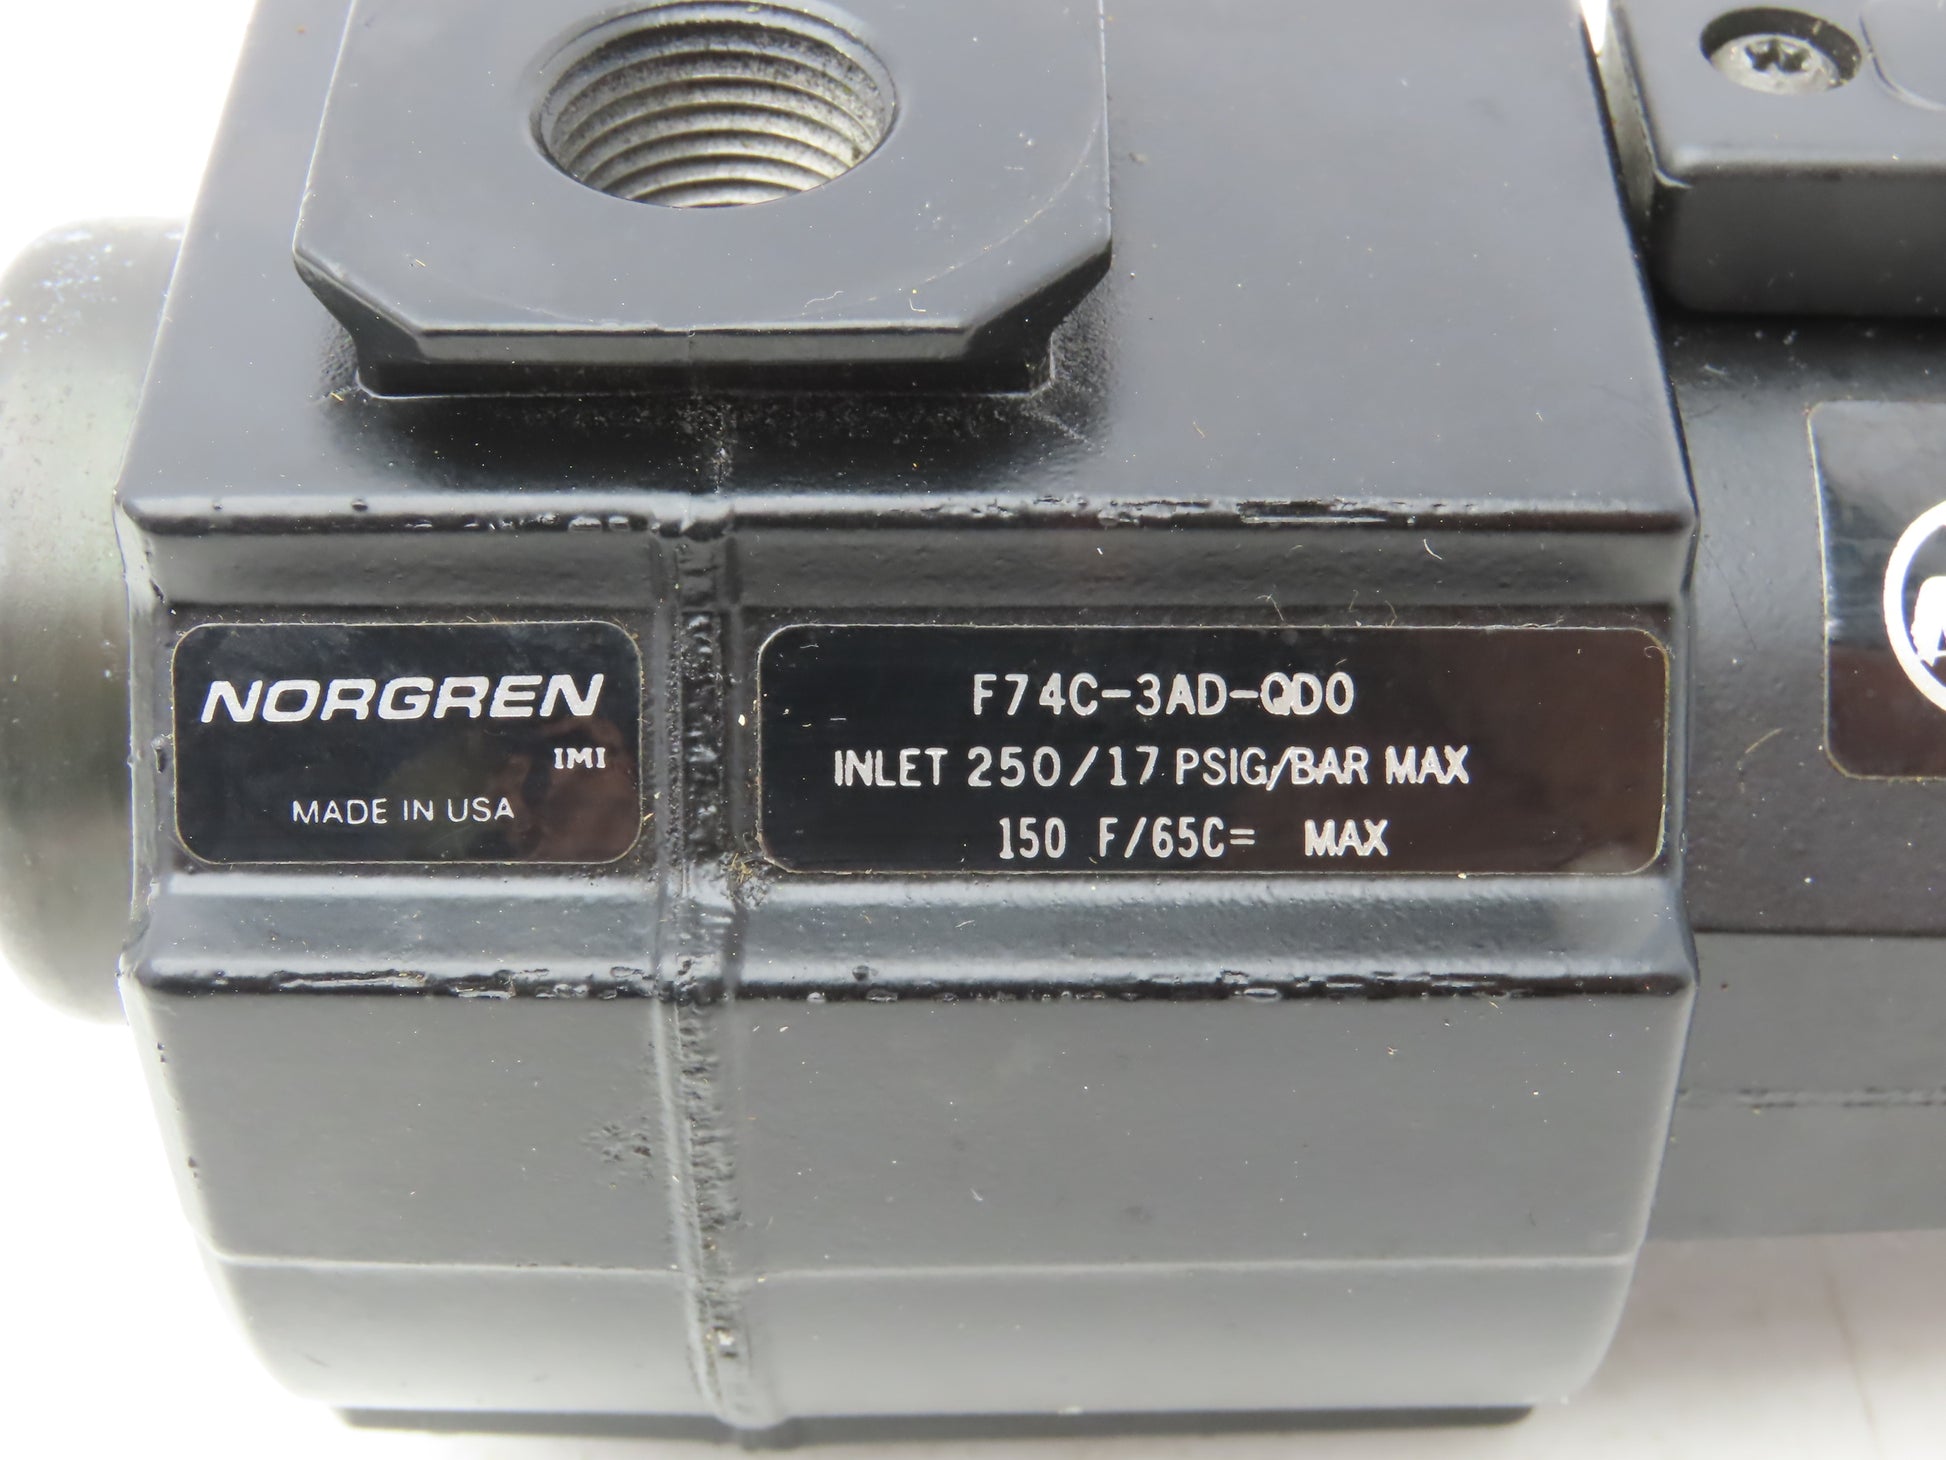 NORGREN
IMI
MADE IN USA
F74C-3AD-QD0
INLET 250/17 PSIG/BAR MAX
150 F/65C= MAX